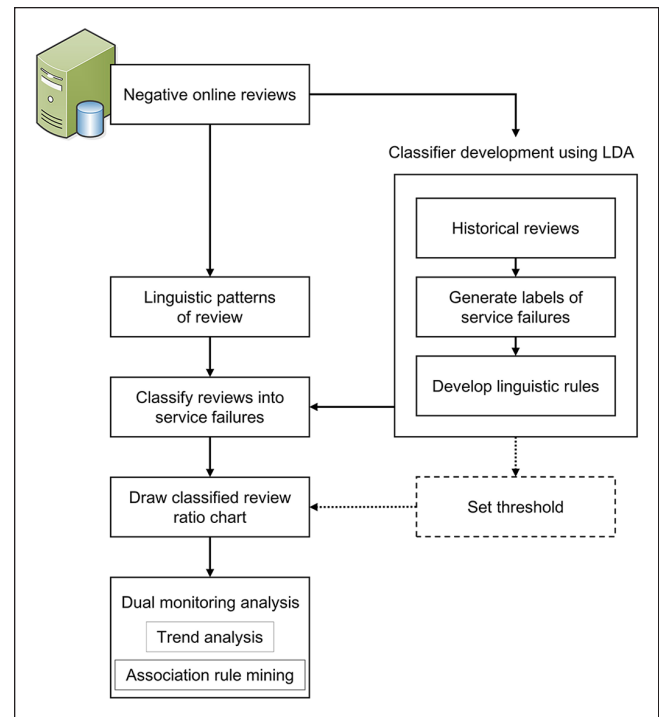 Negative online reviews
Classifier development using LDA
Historical reviews
Generate labels of
service failures
Develop linguistic rules
Linguistic patterns
of review
Classify reviews into
service failures
Draw classified review
ratio chart
Set threshold
Dual monitoring analysis
Trend analysis
Association rule mining